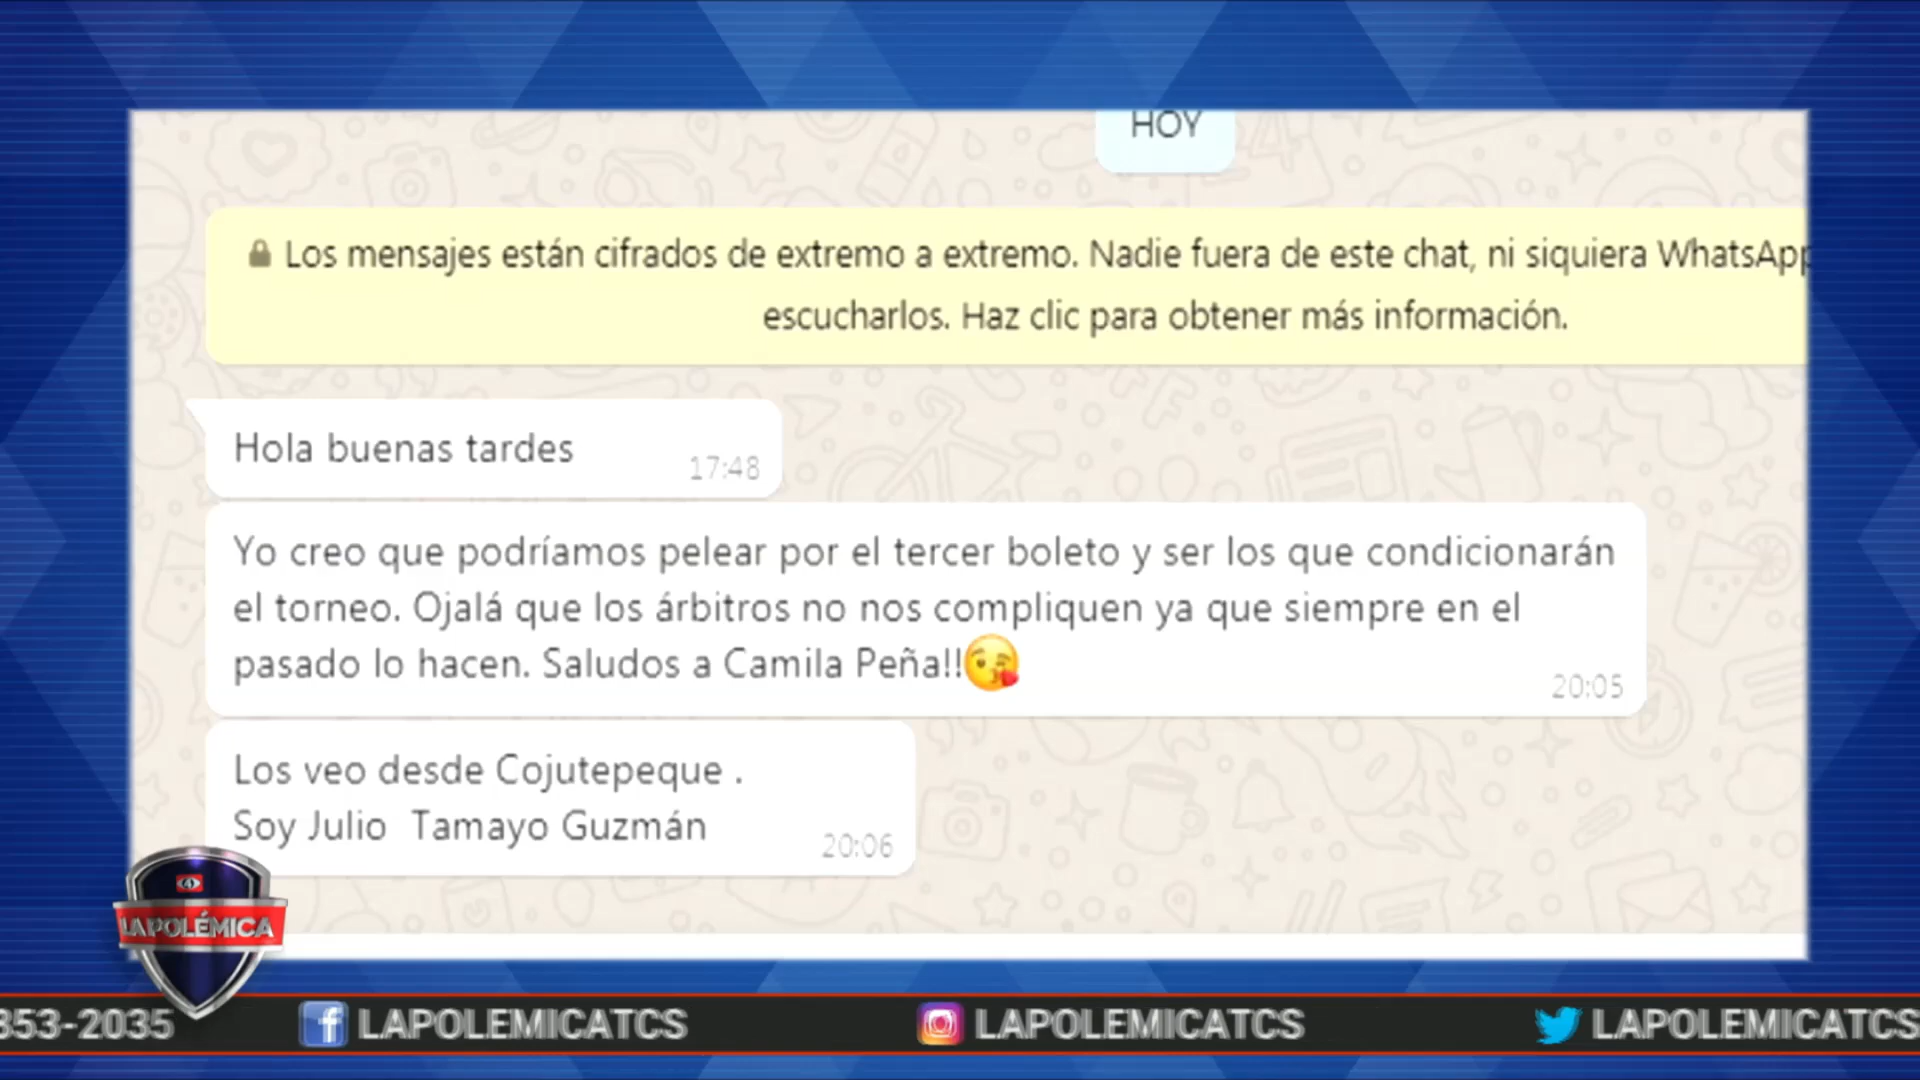 HOY
Los mensajes están cifrados de extremo a extremo. Nadie fuera de este chat, ni siquiera WhatsApp
escucharlos. Haz clic para obtener más información.
Hola buenas tardes
17:48
Yo creo que podríamos pelear por el tercer boleto y ser los que condicionarán
el torneo. Ojalá que los árbitros no nos compliquen ya que siempre en el
pasado lo hacen. Saludos a Camila Peña!!😘
20:05
Los veo desde Cojutepeque .
Soy Julio  Tamayo Guzmán
20:06
4
LA POLÉMICA
353-2035 LAPOLEMICATCS LAPOLEMICATCS LAPOLEMICATCS